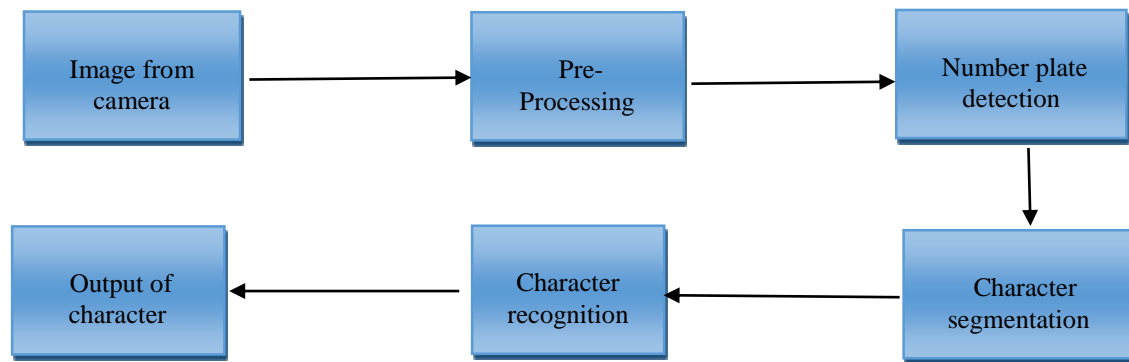 Image from
camera
Pre-
Processing
Number plate
detection
Character
segmentation
Character
recognition
Output of
character